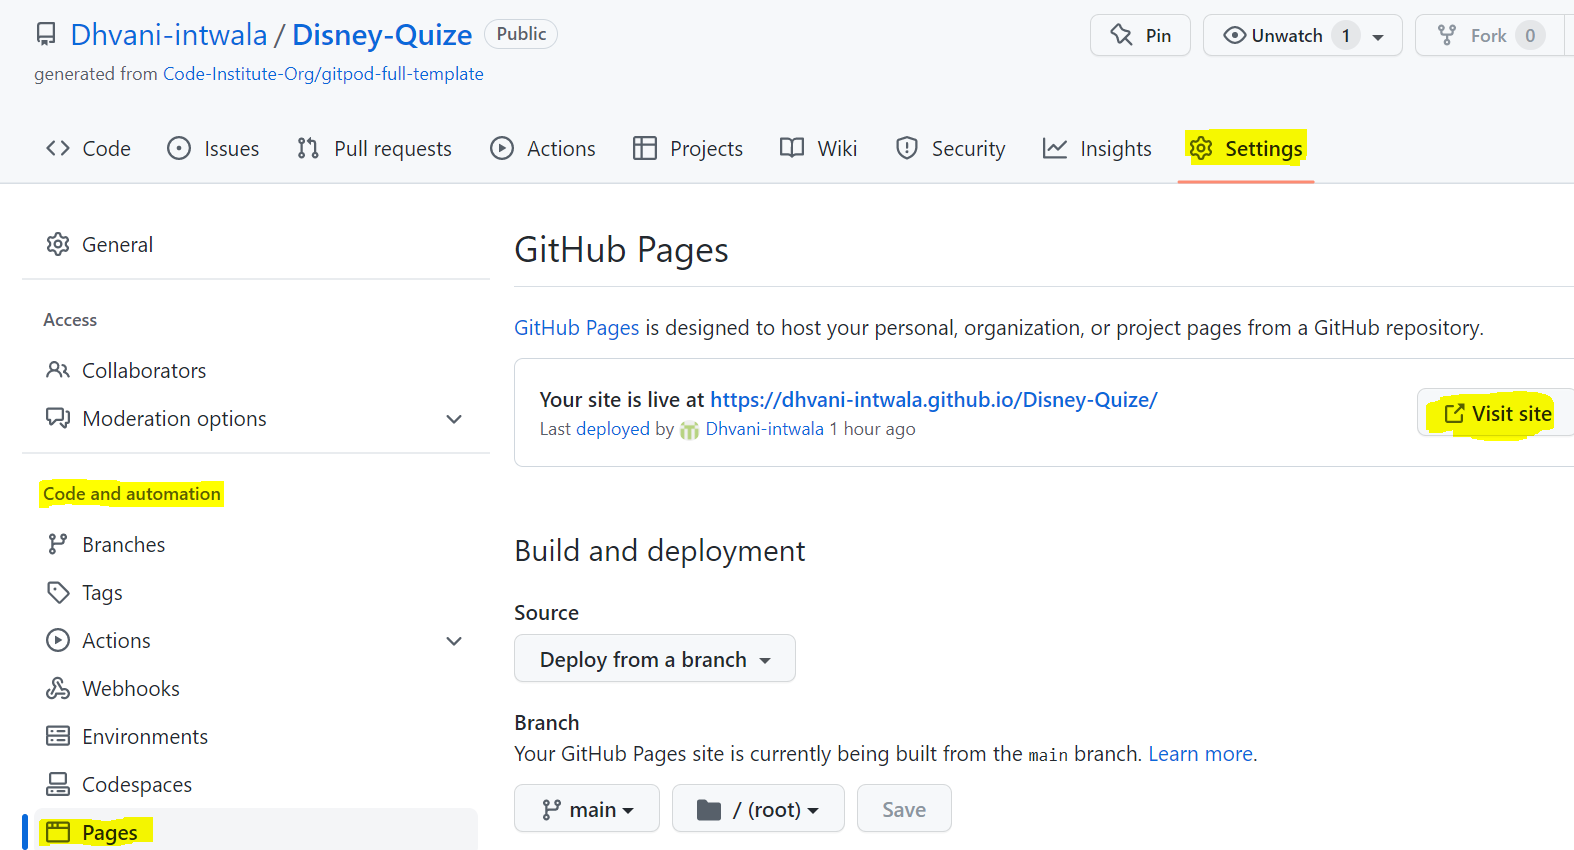 Dhvani-intwala / Disney-Quize Public
Pin
Unwatch 1
Fork 0
generated from Code-Institute-Org/gitpod-full-template
Code
Issues
Pull requests
Actions
Projects
Wiki
Security
Insights
Settings
General
Access
Collaborators
Moderation options
Code and automation
Branches
Tags
Actions
Webhooks
Environments
Codespaces
Pages
GitHub Pages
GitHub Pages is designed to host your personal, organization, or project pages from a GitHub repository.
Your site is live at https://dhvani-intwala.github.io/Disney-Quize/
Last deployed by Dhvani-intwala 1 hour ago
Visit site
Build and deployment
Source
Deploy from a branch
Branch
Your GitHub Pages site is currently being built from the main branch. Learn more.
main
/ (root)
Save